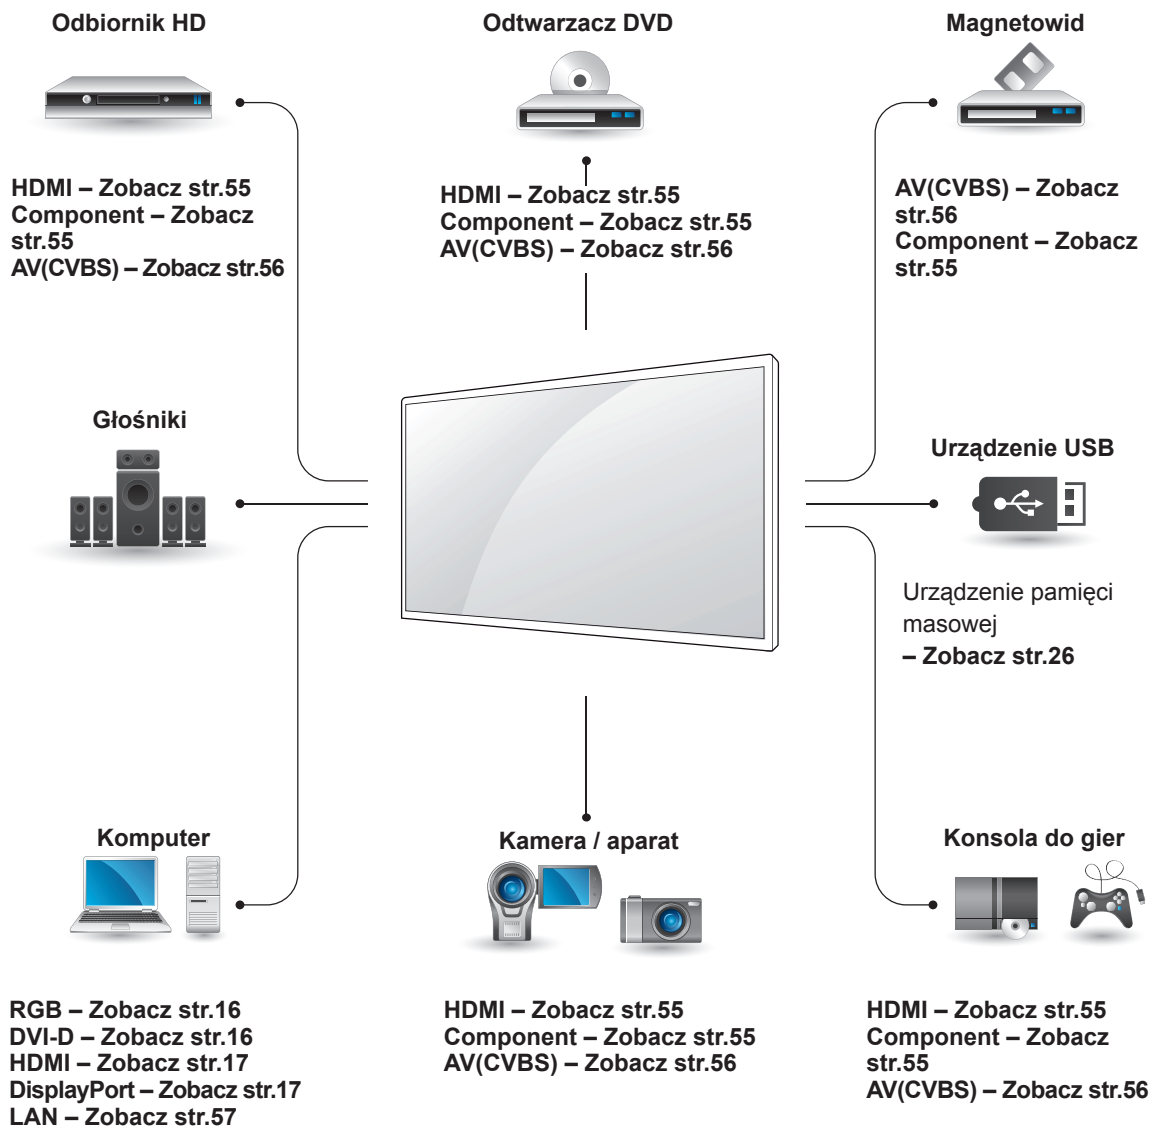 Odbiornik HD
Odtwarzacz DVD
Magnetowid
HDMI – Zobacz str.55
Component – Zobacz
str.55
AV(CVBS) – Zobacz str.56
HDMI – Zobacz str.55
Component – Zobacz str.55
AV(CVBS) – Zobacz str.56
AV(CVBS) – Zobacz
str.56
Component – Zobacz
str.55
Głośniki
Urządzenie USB
Urządzenie pamięci
masowej
– Zobacz str.26
Komputer
Kamera / aparat
Konsola do gier
RGB – Zobacz str.16
DVI-D – Zobacz str.16
HDMI – Zobacz str.17
DisplayPort – Zobacz str.17
LAN – Zobacz str.57
HDMI – Zobacz str.55
Component – Zobacz str.55
AV(CVBS) – Zobacz str.56
HDMI – Zobacz str.55
Component – Zobacz
str.55
AV(CVBS) – Zobacz str.56